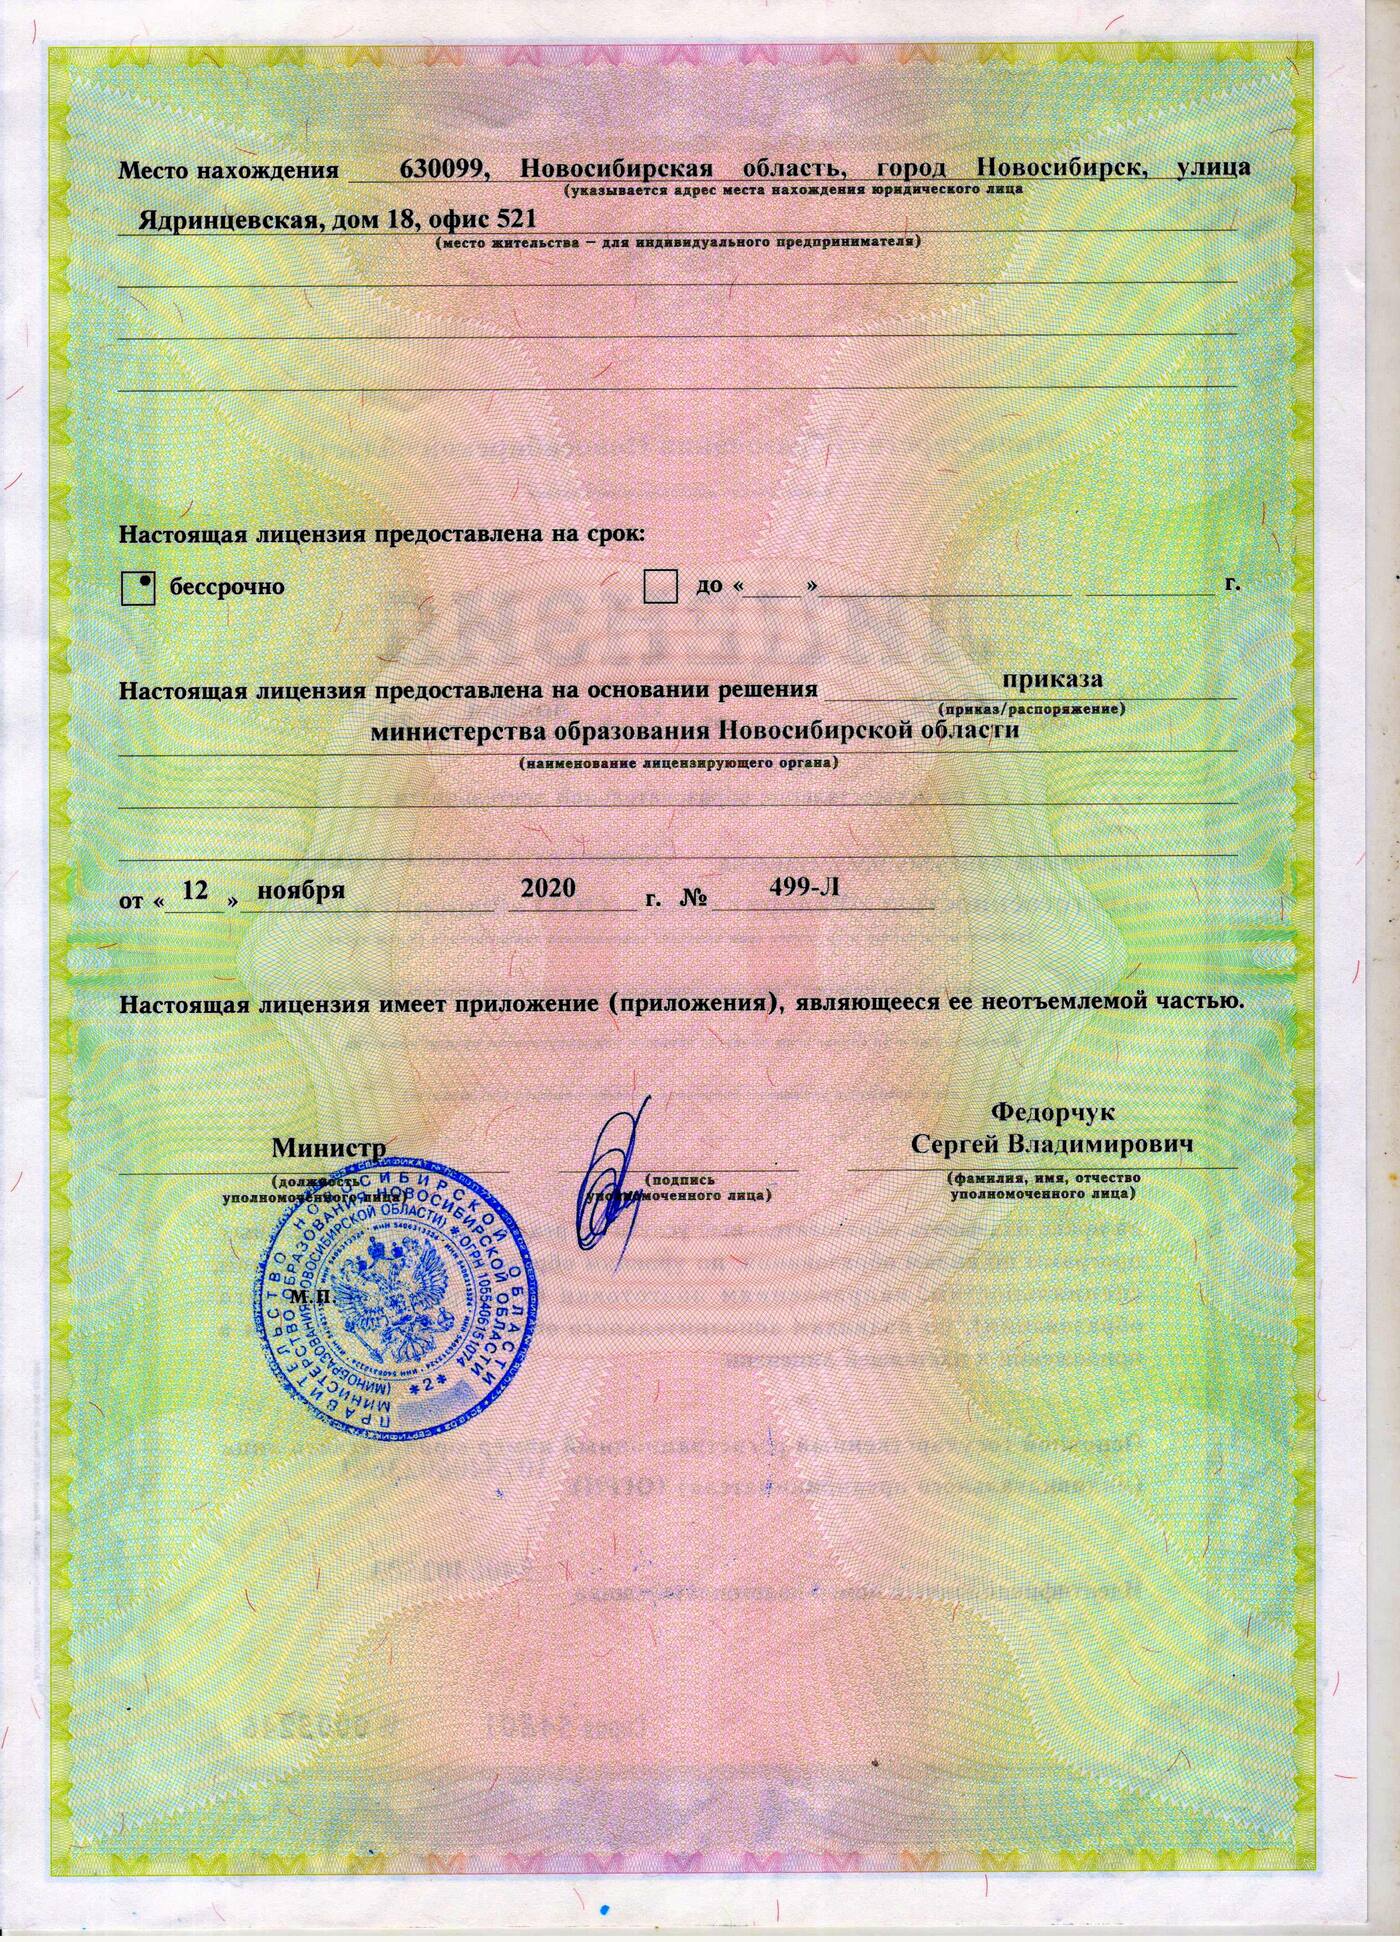 Место нахождения 630099, Новосибирская область, город Новосибирск, улица
(указывается адрес места нахождения юридического лица
Ядринцевская, дом 18, офис 521
(место жительства – для индивидуального предпринимателя)
Настоящая лицензия предоставлена на срок:
бессрочно до « » г.
Настоящая лицензия предоставлена на основании решения приказа
(приказ/распоряжение)
министерства образования Новосибирской области
(наименование лицензирующего органа)
от « 12 » ноября 2020 г. № 499-Л
Настоящая лицензия имеет приложение (приложения), являющееся ее неотъемлемой частью.
Федорчук
Министр Сергей Владимирович
(должность (подпись (фамилия, имя, отчество
уполномоченного лица) уполномоченного лица) уполномоченного лица)
М.П.
ПРАВИТЕЛЬСТВО НОВОСИБИРСКОЙ ОБЛАСТИ
МИНИСТЕРСТВО ОБРАЗОВАНИЯ НОВОСИБИРСКОЙ ОБЛАСТИ
(МИНОБРАЗОВАНИЯ НОВОСИБИРСКОЙ ОБЛАСТИ) * ОГРН 1055406151074
*2*